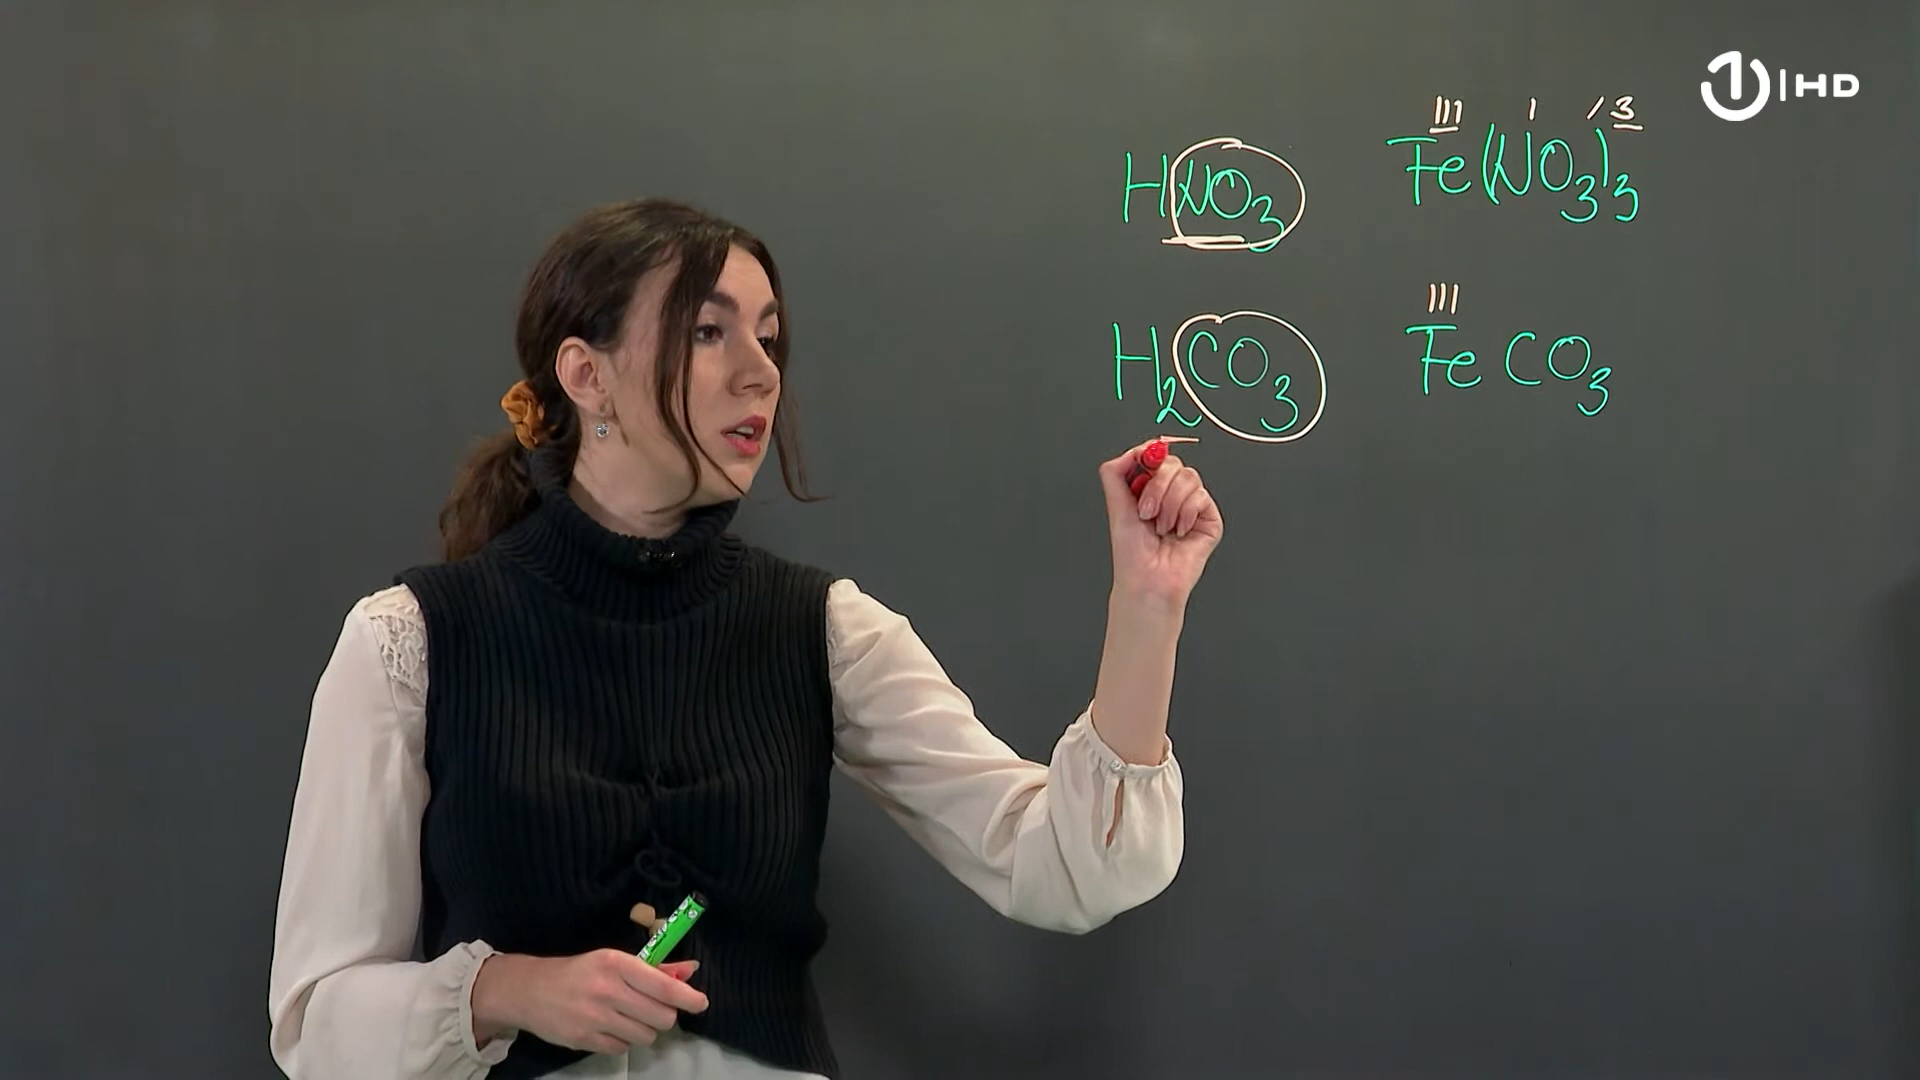 1 HD
III I /3
HNO3 Fe(NO3)3
III
H2CO3 FeCO3